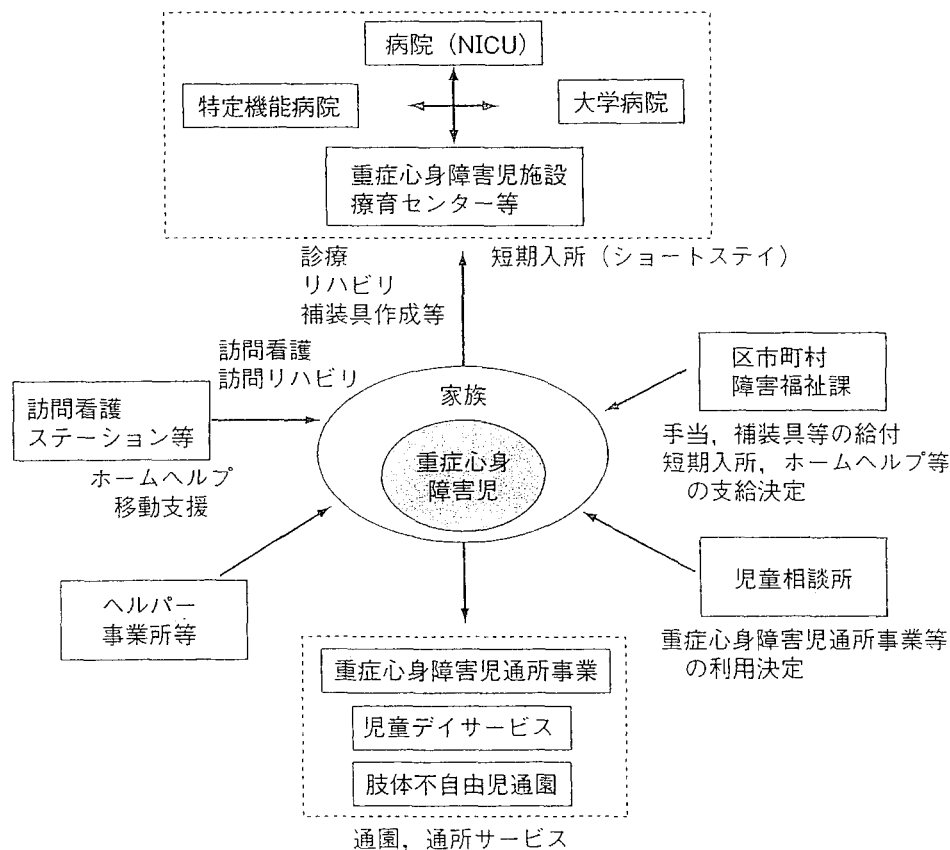 病院（NICU）
特定機能病院
大学病院
重症心身障害児施設
療育センター等
診療
リハビリ
補装具作成等
短期入所（ショートステイ）
訪問看護
訪問リハビリ
訪問看護
ステーション等
家族
重症心身
障害児
区市町村
障害福祉課
手当，補装具等の給付
短期入所，ホームヘルプ等
の支給決定
ホームヘルプ
移動支援
ヘルパー
事業所等
児童相談所
重症心身障害児通所事業等
の利用決定
重症心身障害児通所事業
児童デイサービス
肢体不自由児通園
通園，通所サービス